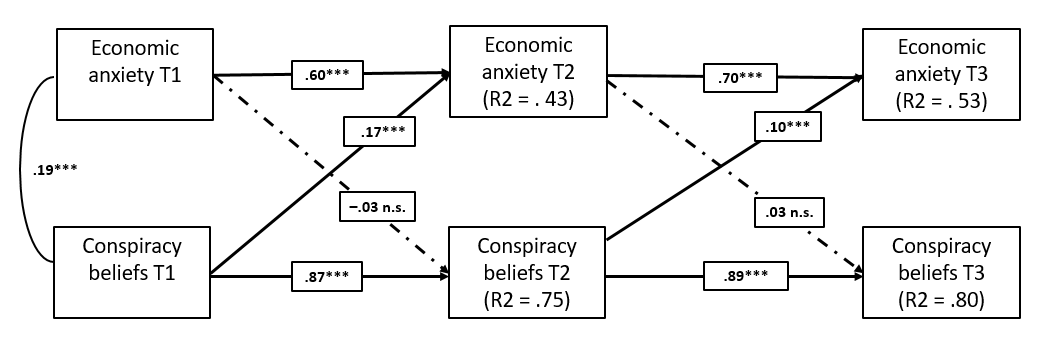 Economic
anxiety T1
Economic
anxiety T2
(R2 = . 43)
Economic
anxiety T3
(R2 = . 53)
.60***
.70***
.17***
.10***
.19***
–.03 n.s.
.03 n.s.
Conspiracy
beliefs T1
Conspiracy
beliefs T2
(R2 = .75)
Conspiracy
beliefs T3
(R2 = .80)
.87***
.89***